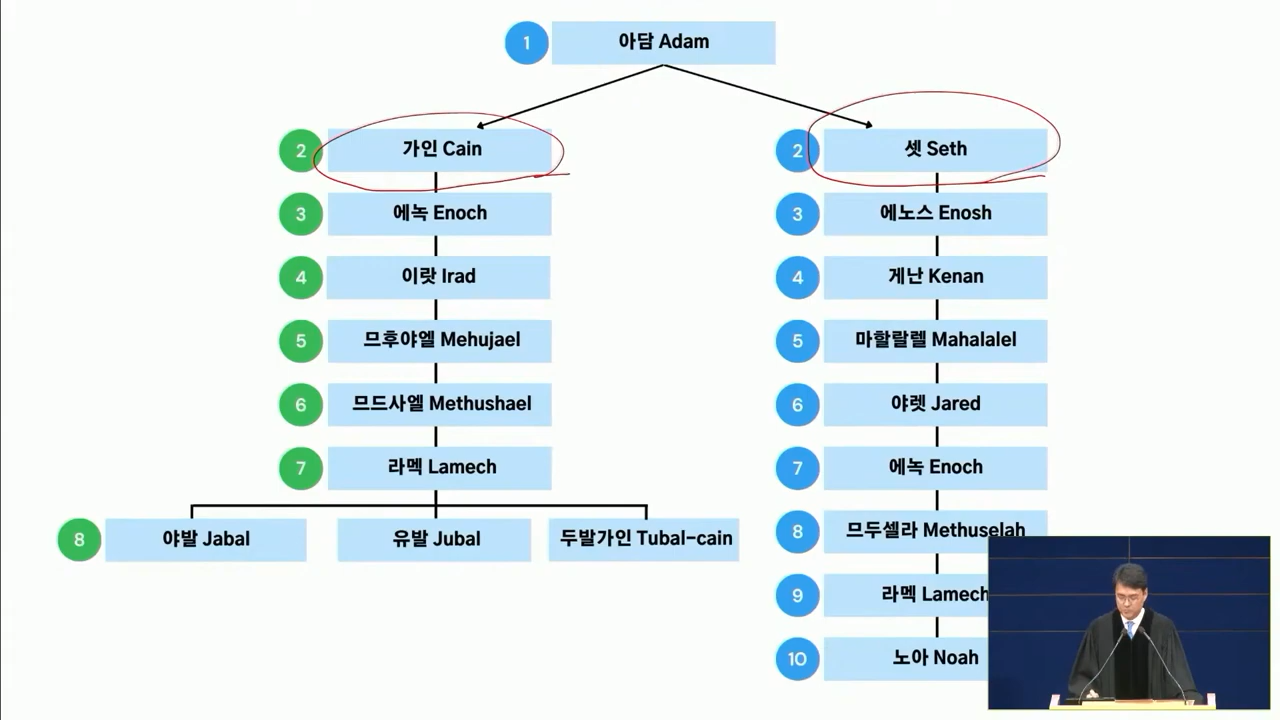 1 아담 Adam
2 가인 Cain
3 에녹 Enoch
4 이랏 Irad
5 므후야엘 Mehujael
6 므드사엘 Methushael
7 라멕 Lamech
8 야발 Jabal 유발 Jubal 두발가인 Tubal-cain
2 셋 Seth
3 에노스 Enosh
4 게난 Kenan
5 마할랄렐 Mahalalel
6 야렛 Jared
7 에녹 Enoch
8 므두셀라 Methuselah
9 라멕 Lamech
10 노아 Noah